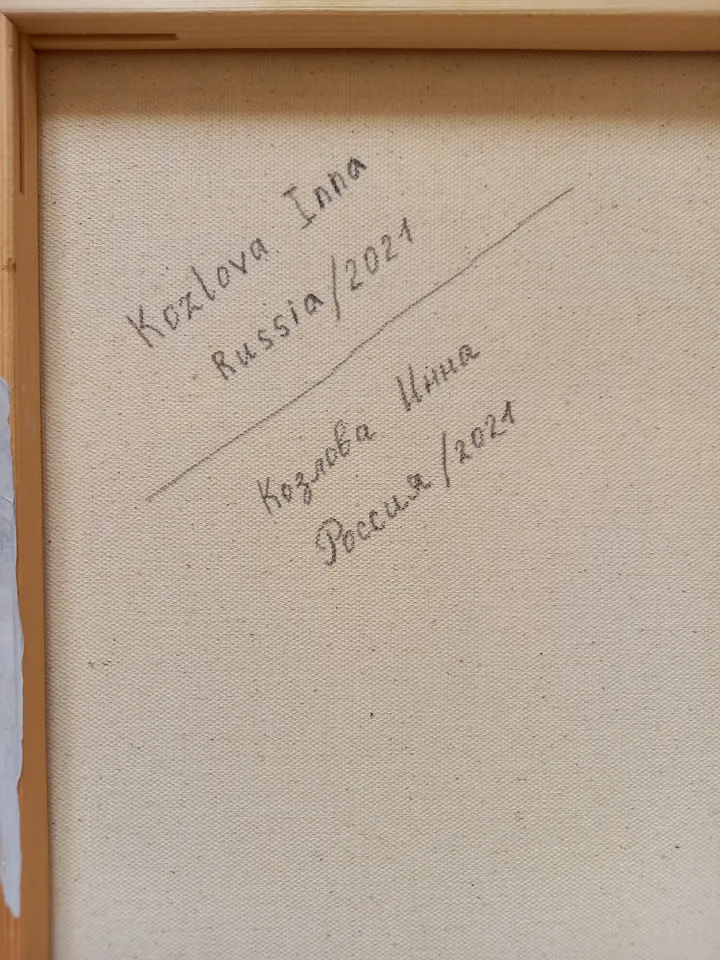 Kozlova Inna
Russia/2021
Козлова Инна
Россия/2021